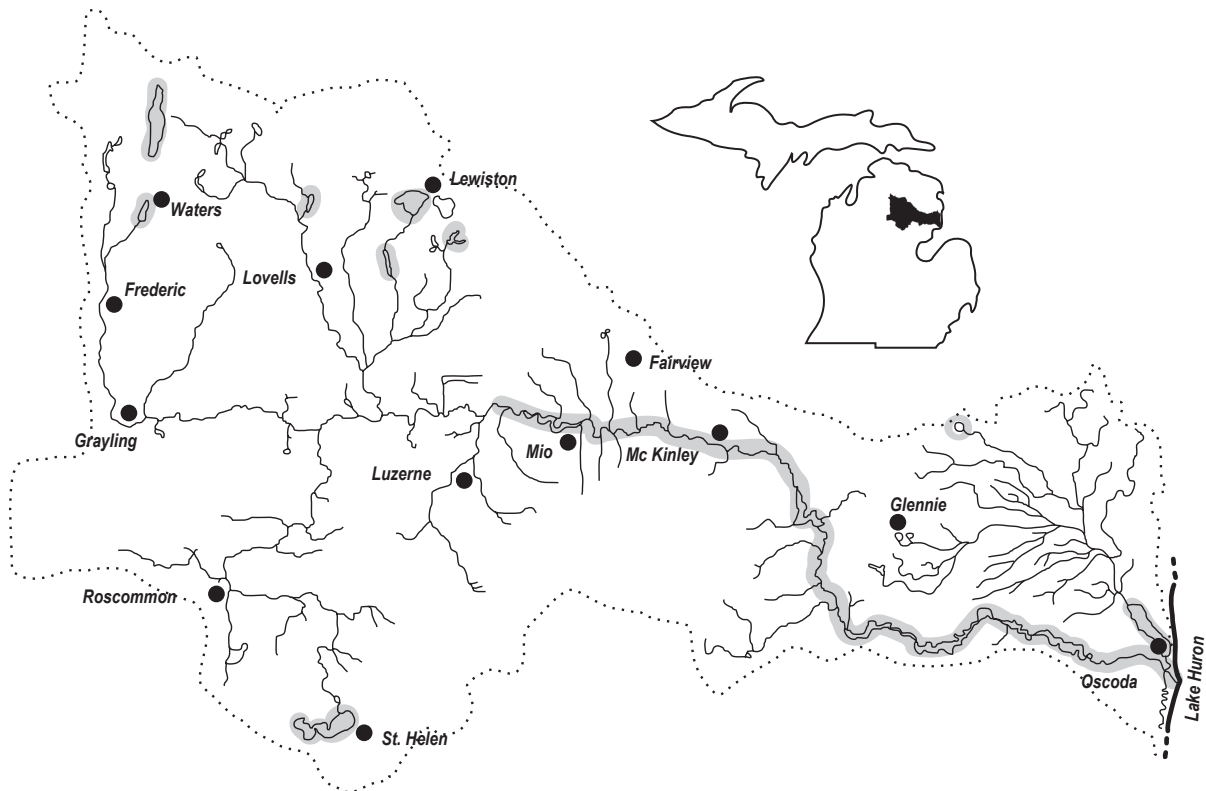 Lewiston
Waters
Lovells
Frederic
Fairview
Grayling
Mio
Mc Kinley
Luzerne
Glennie
Roscommon
Oscoda
Lake Huron
St. Helen